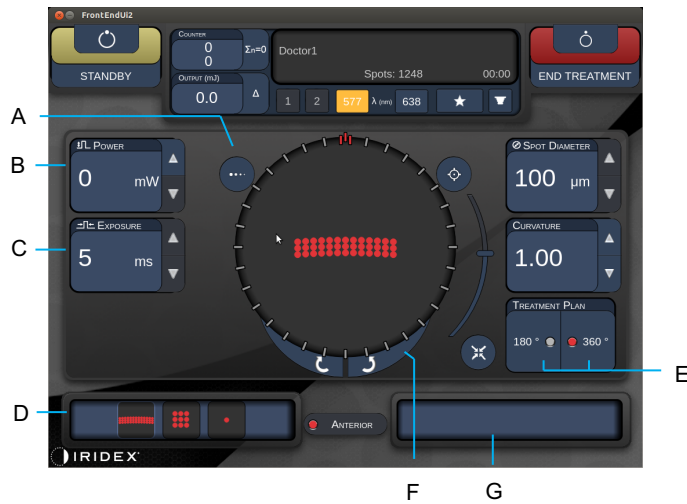 FrontEndUi2
STANDBY
COUNTER
0
0
Σn=0
OUTPUT (mJ)
0.0
Δ
Doctor1
Spots: 1248
00:00
1
2
577
λ (nm)
638
END TREATMENT
A
B
POWER
0
mW
C
EXPOSURE
5
ms
SPOT DIAMETER
100
μm
CURVATURE
1.00
TREATMENT PLAN
180 °
360 °
E
D
ANTERIOR
IRIDEX
F
G